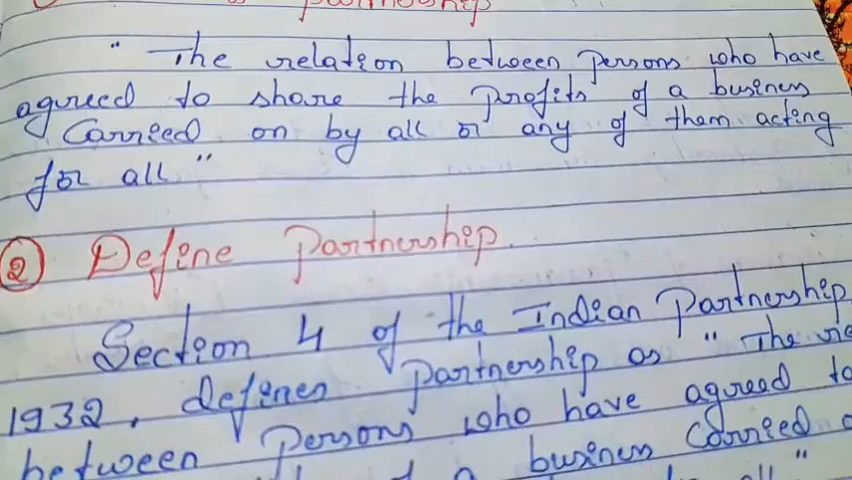 partnership
" The relation between persons who have
agreed to share the profits of a business
Carried on by all or any of them acting
for all "
② Define Partnership.
Section 4 of the Indian Partnership
1932, defines partnership as " The
between persons who have agreed to
business carried
all "